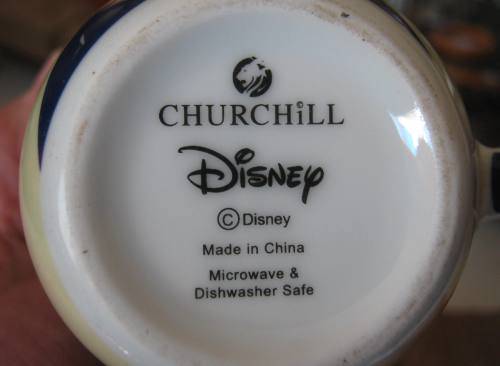 CHURCHiLL
Disney
© Disney
Made in China
Microwave &
Dishwasher Safe